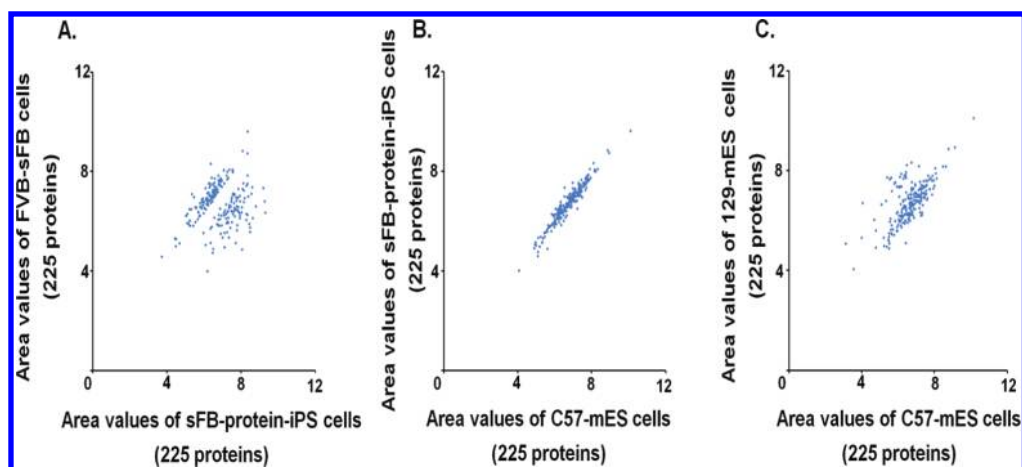 A.
Area values of FVB-sFB cells
(225 proteins)
12
8
4
0
4
8
12
Area values of sFB-protein-iPS cells
(225 proteins)
B.
Area values of sFB-protein-iPS cells
(225 proteins)
12
8
4
0
4
8
12
Area values of C57-mES cells
(225 proteins)
C.
Area values of 129-mES cells
(225 proteins)
12
8
4
0
4
8
12
Area values of C57-mES cells
(225 proteins)